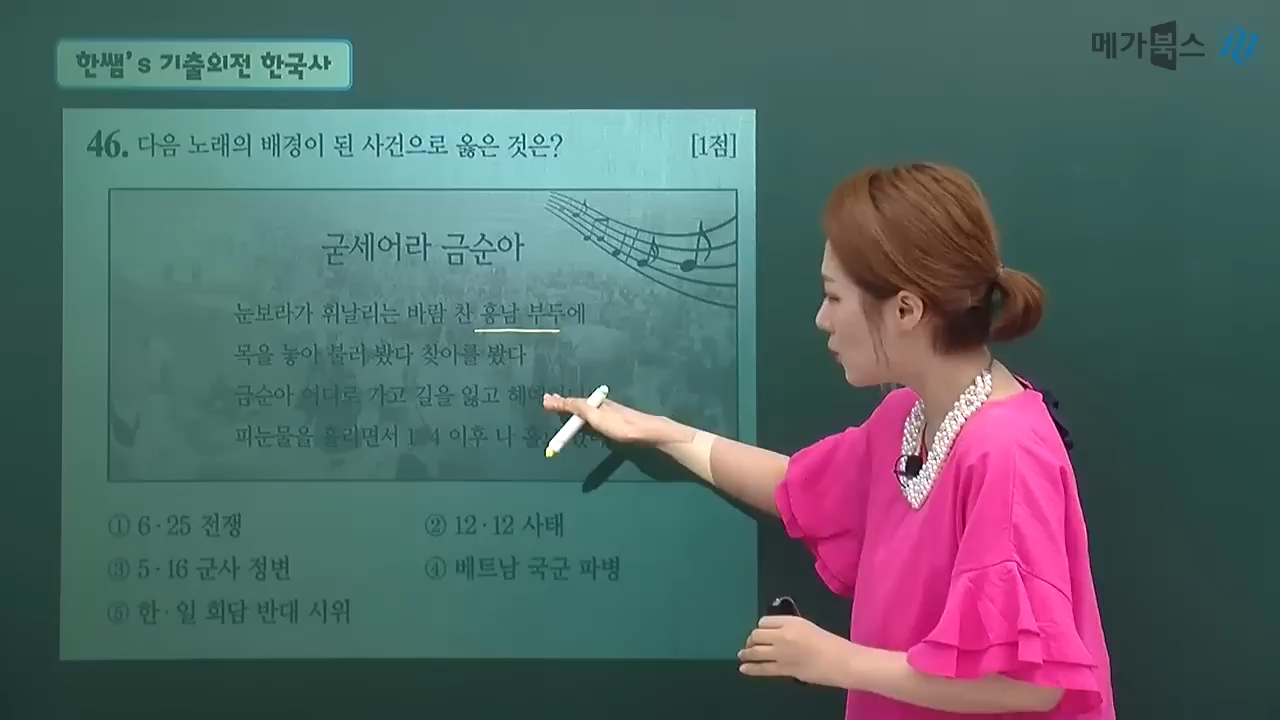 한쌤's 기출의전 한국사
메가북스
46. 다음 노래의 배경이 된 사건으로 옳은 것은? [1점]
굳세어라 금순아
눈보라가 휘날리는 바람 찬 흥남 부두에
목을 놓아 불러 봤다 찾아를 봤다
금순아 어디로 가고 길을 잃고
피눈물을 흘리면서 1·4 이후 나
① 6·25 전쟁
② 12·12 사태
③ 5·16 군사 정변
④ 베트남 국군 파병
⑤ 한·일 회담 반대 시위